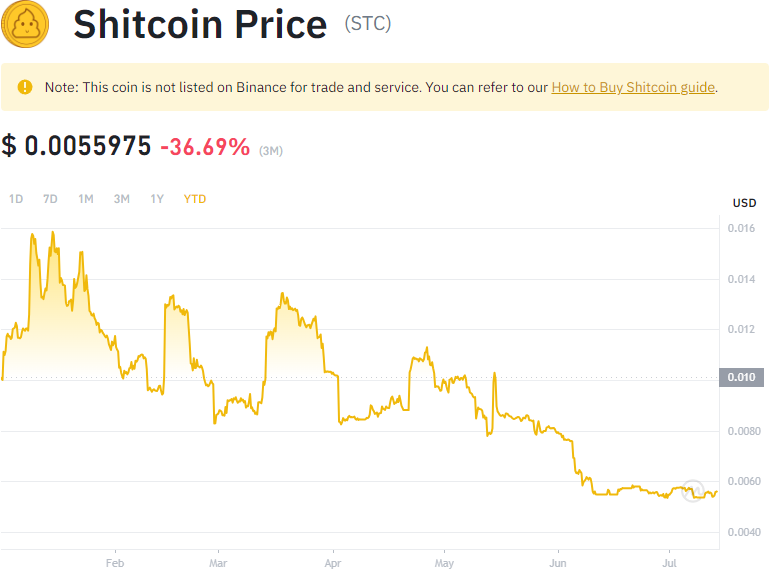 Shitcoin Price (STC)
Note: This coin is not listed on Binance for trade and service. You can refer to our How to Buy Shitcoin guide.
$ 0.0055975 -36.69% (3M)
1D 7D 1M 3M 1Y YTD
USD
0.016
0.014
0.012
0.010
0.0080
0.0060
0.0040
Feb Mar Apr May Jun Jul